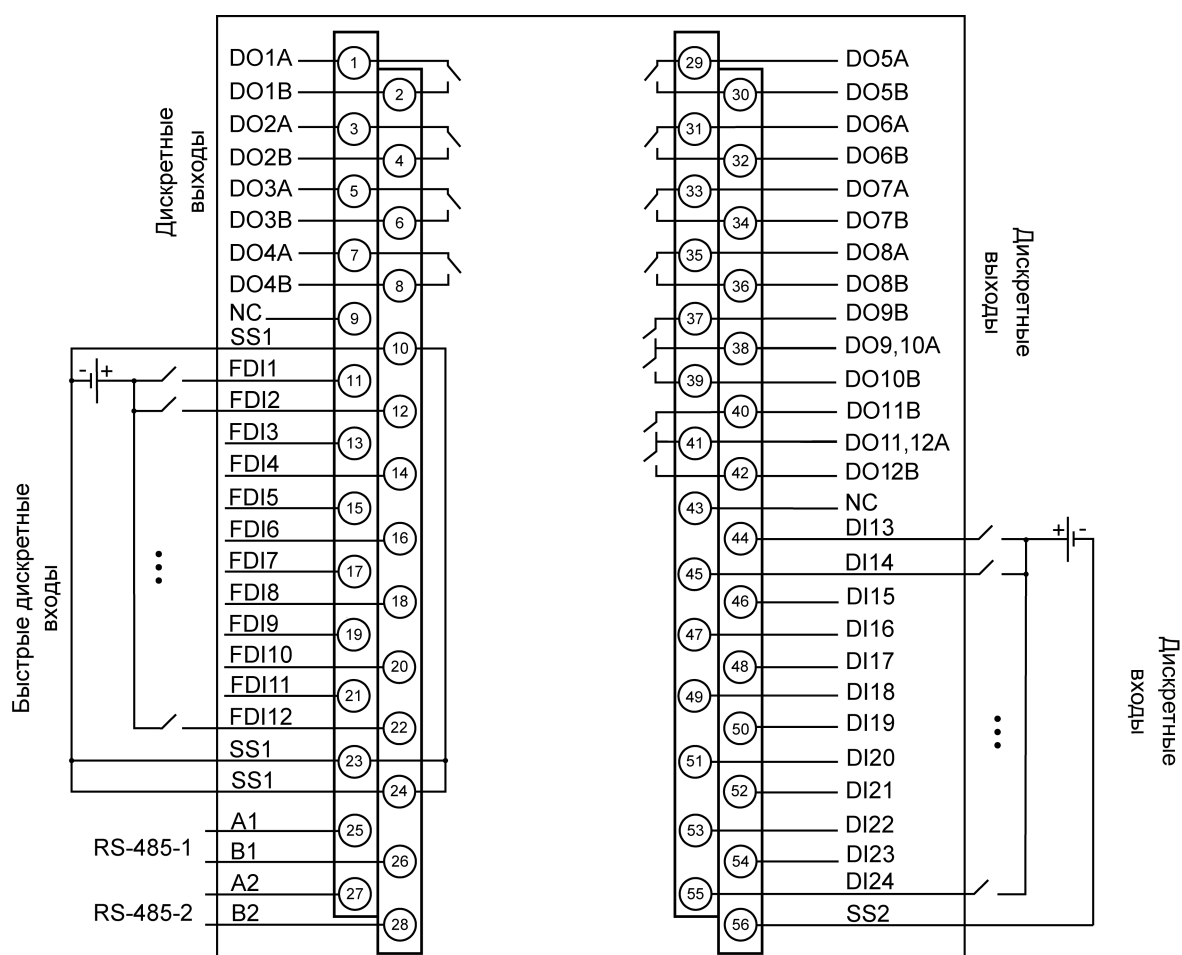 Дискретные
выходы
DO1A 1
DO1B 2
DO2A 3
DO2B 4
DO3A 5
DO3B 6
DO4A 7
DO4B 8
NC 9
SS1 10
- +
FDI1 11
FDI2 12
FDI3 13
FDI4 14
FDI5 15
FDI6 16
FDI7 17
FDI8 18
FDI9 19
FDI10 20
FDI11 21
FDI12 22
SS1 23
SS1 24
Быстрые дискретные
входы
RS-485-1
A1 25
B1 26
RS-485-2
A2 27
B2 28
29 DO5A
30 DO5B
31 DO6A
32 DO6B
33 DO7A
34 DO7B
35 DO8A
36 DO8B
37 DO9B
38 DO9,10A
39 DO10B
40 DO11B
41 DO11,12A
42 DO12B
43 NC
Дискретные
выходы
44 DI13
+ -
45 DI14
46 DI15
47 DI16
48 DI17
49 DI18
50 DI19
51 DI20
52 DI21
53 DI22
54 DI23
55 DI24
56 SS2
Дискретные
входы